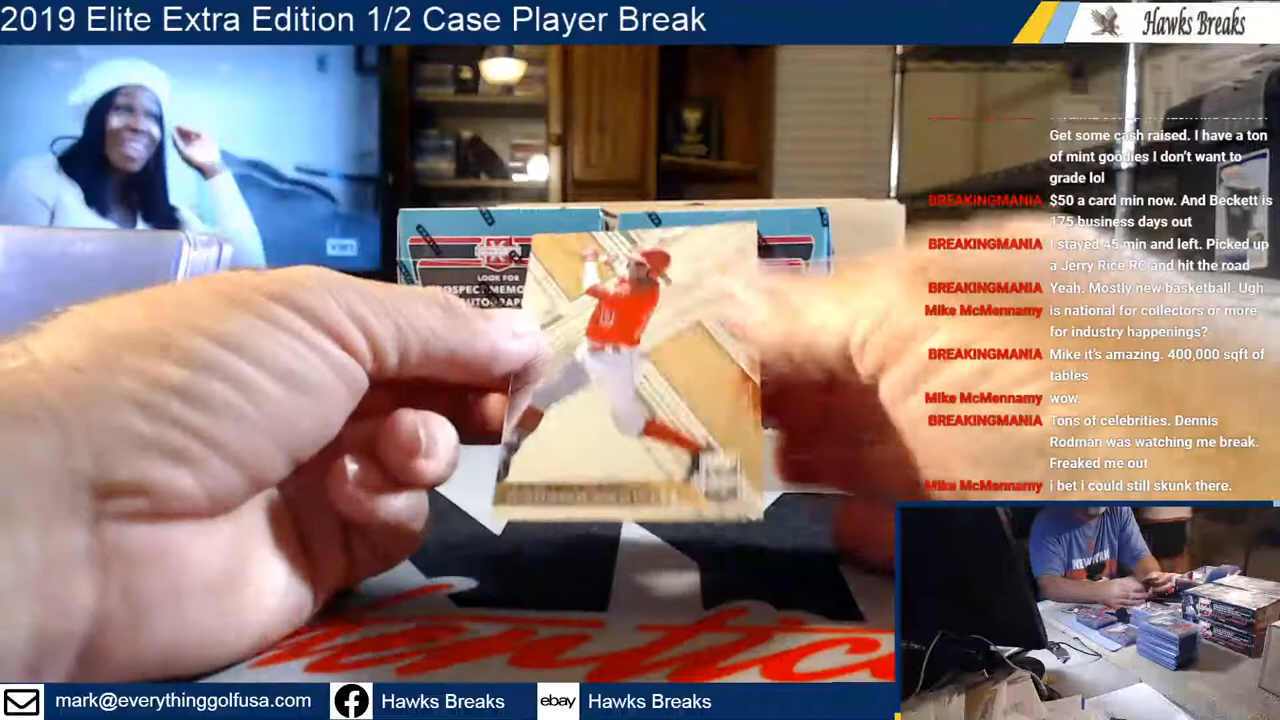 2019 Elite Extra Edition 1/2 Case Player Break
Hawks Breaks
LOOK FOR
Get some cash raised. I have a ton
of mint goodies I don't want to
grade lol
BREAKINGMANIA $50 a card min now. And Beckett is
175 business days out
BREAKINGMANIA I stayed 45 min and left. Picked up
a Jerry Rice RC and hit the road
BREAKINGMANIA Yeah. Mostly new basketball. Ugh
Mike McMennamy is national for collectors or more
for industry happenings?
BREAKINGMANIA Mike it's amazing. 400,000 sqft of
tables
Mike McMennamy wow.
BREAKINGMANIA Tons of celebrities. Dennis
Rodman was watching me break.
Freaked me out
Mike McMennamy i bet i could still skunk there.
mark@everythinggolfusa.com
Hawks Breaks
ebay
Hawks Breaks